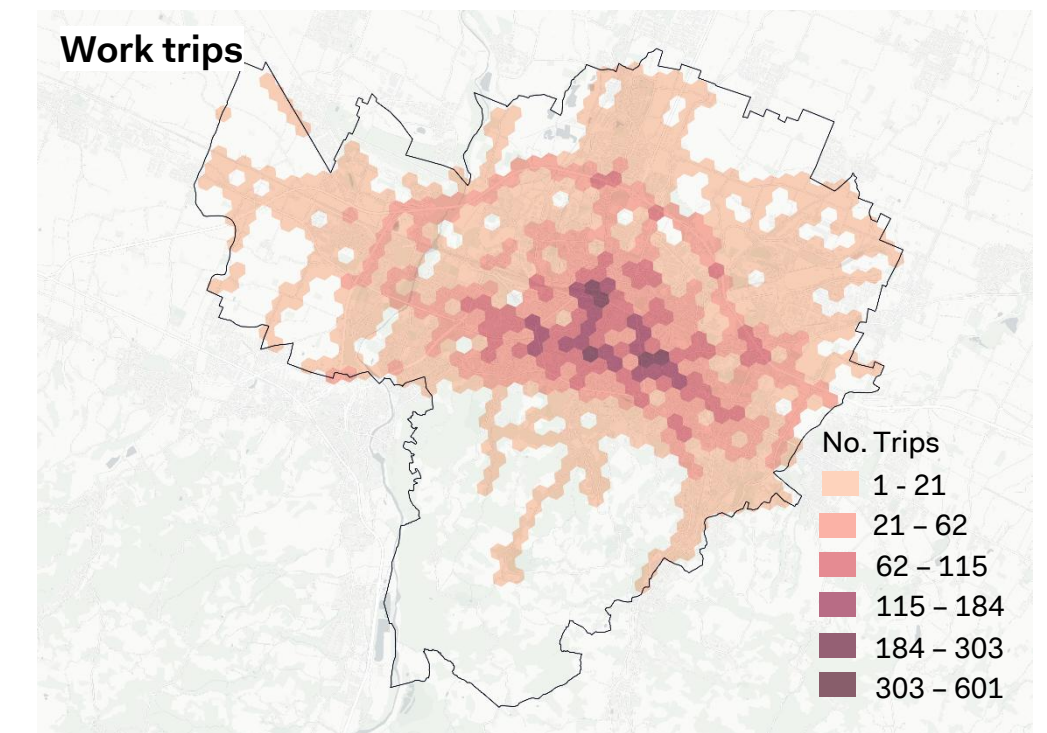 Work trips
No. Trips
1 - 21
21 – 62
62 – 115
115 – 184
184 – 303
303 – 601